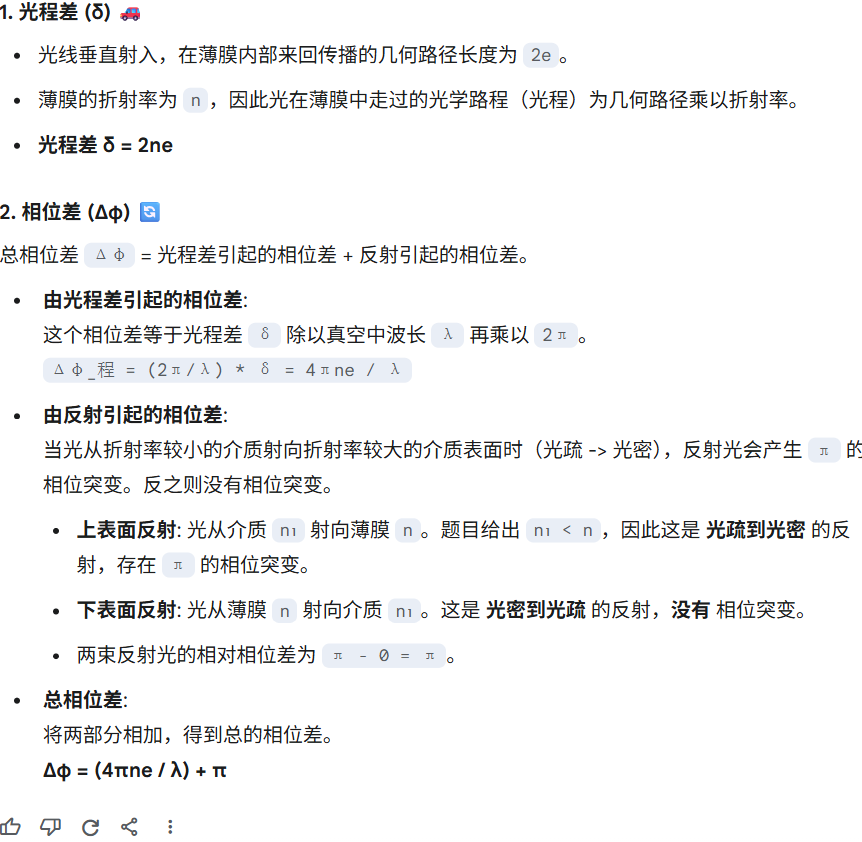 1. 光程差 (δ) 🚗
• 光线垂直射入，在薄膜内部来回传播的几何路径长度为 2e 。
• 薄膜的折射率为 n ，因此光在薄膜中走过的光学路程（光程）为几何路径乘以折射率。
• 光程差 δ = 2ne
2. 相位差 (Δφ) 🔄
总相位差 Δφ = 光程差引起的相位差 + 反射引起的相位差。
• 由光程差引起的相位差:
这个相位差等于光程差 δ 除以真空中波长 λ 再乘以 2π 。
Δφ_程 = (2π/λ) * δ = 4πne / λ
• 由反射引起的相位差:
当光从折射率较小的介质射向折射率较大的介质表面时（光疏 -> 光密），反射光会产生 π 的
相位突变。反之则没有相位突变。
• 上表面反射: 光从介质 n₁ 射向薄膜 n 。题目给出 n₁ < n ，因此这是 光疏到光密 的反
射，存在 π 的相位突变。
• 下表面反射: 光从薄膜 n 射向介质 n₁ 。这是 光密到光疏 的反射，没有 相位突变。
• 两束反射光的相对相位差为 π - 0 = π 。
• 总相位差:
将两部分相加，得到总的相位差。
Δφ = (4πne / λ) + π